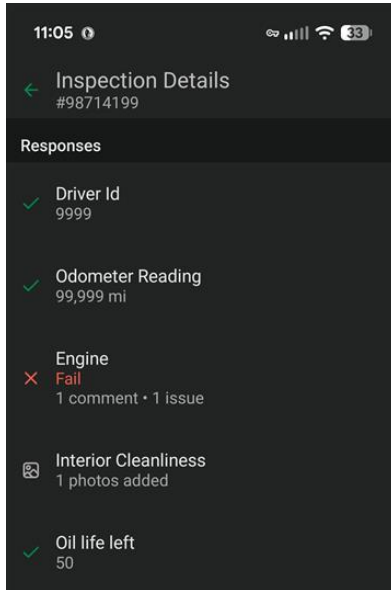 11:05
33
Inspection Details
#98714199
Responses
Driver Id
9999
Odometer Reading
99,999 mi
Engine
Fail
1 comment • 1 issue
Interior Cleanliness
1 photos added
Oil life left
50